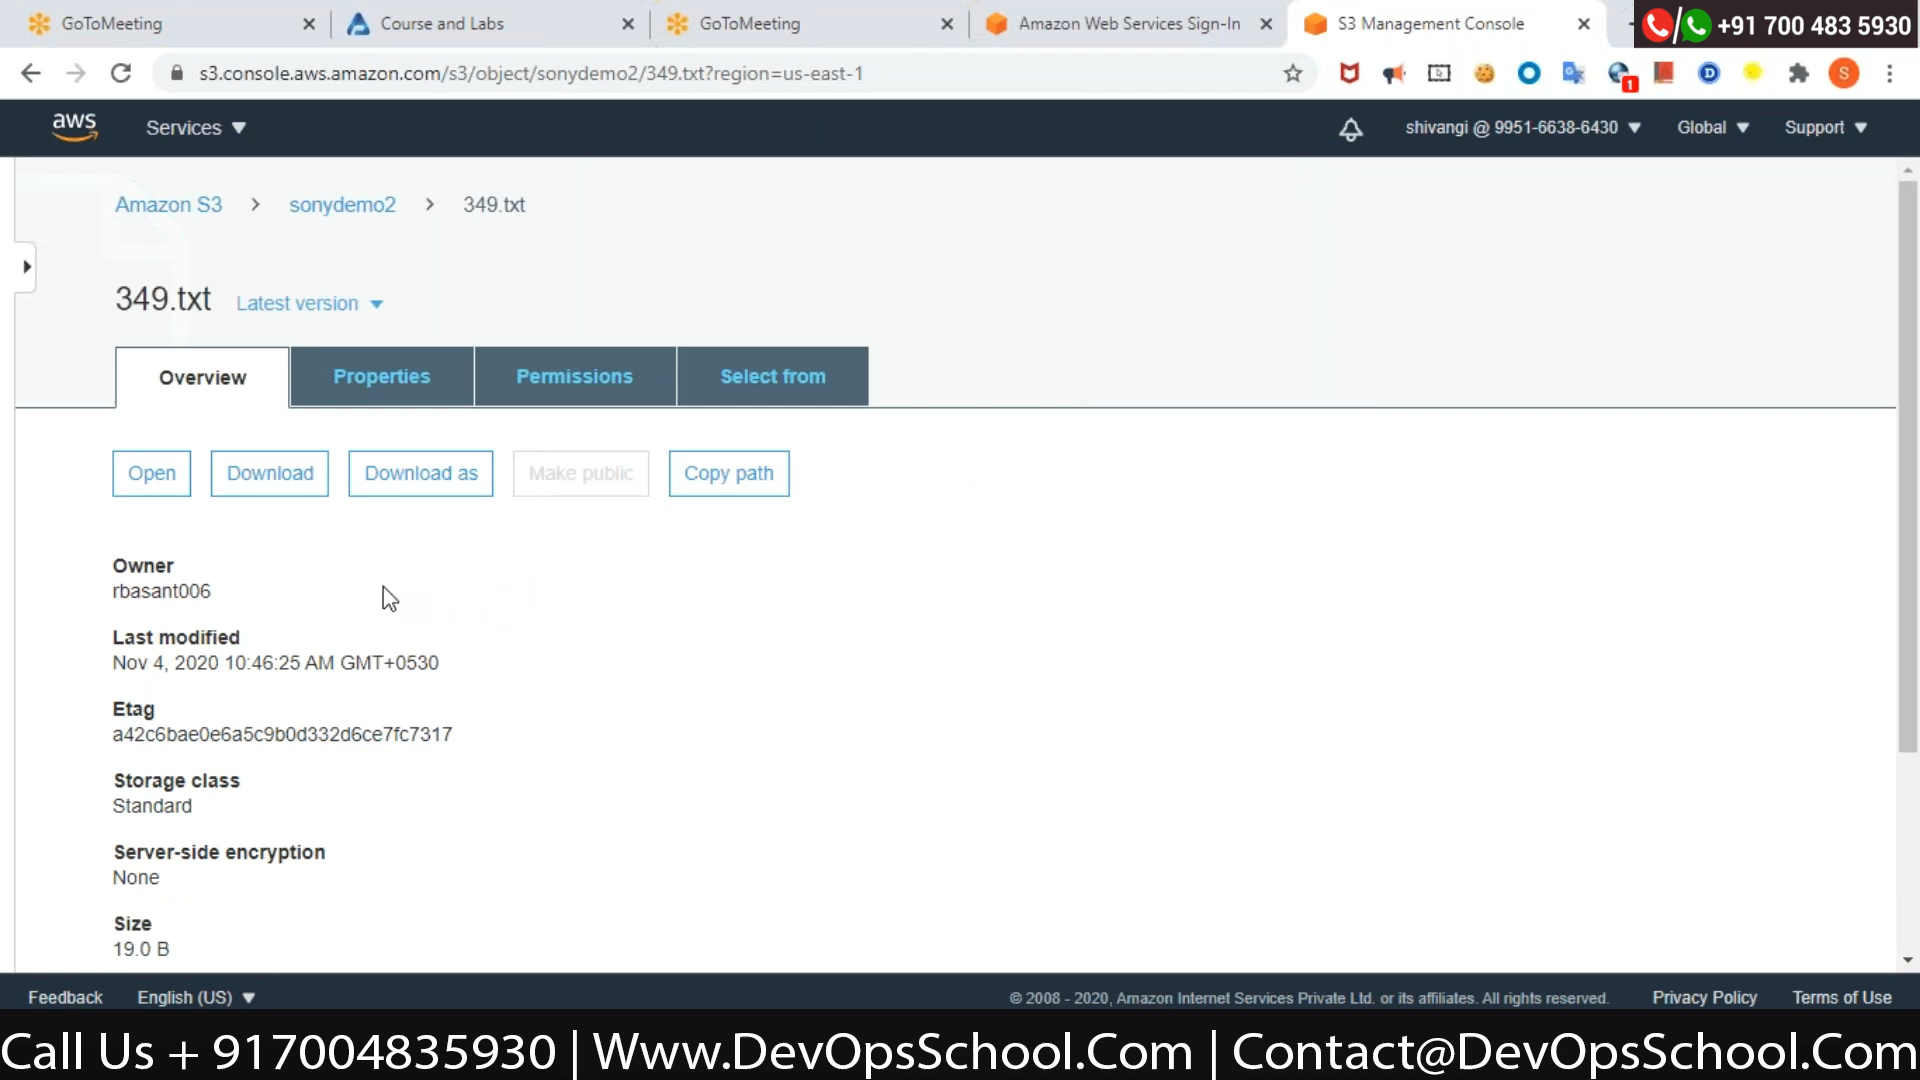 GoToMeeting
Course and Labs
GoToMeeting
Amazon Web Services Sign-In
S3 Management Console
+91 700 483 5930
s3.console.aws.amazon.com/s3/object/sonydemo2/349.txt?region=us-east-1
1
D
S
aws
Services
shivangi @ 9951-6638-6430
Global
Support
Amazon S3 > sonydemo2 > 349.txt
349.txt Latest version
Overview
Properties
Permissions
Select from
Open
Download
Download as
Make public
Copy path
Owner
rbasant006
Last modified
Nov 4, 2020 10:46:25 AM GMT+0530
Etag
a42c6bae0e6a5c9b0d332d6ce7fc7317
Storage class
Standard
Server-side encryption
None
Size
19.0 B
Feedback
English (US)
© 2008 - 2020, Amazon Internet Services Private Ltd. or its affiliates. All rights reserved.
Privacy Policy
Terms of Use
Call Us + 917004835930 | Www.DevOpsSchool.Com | Contact@DevOpsSchool.Com